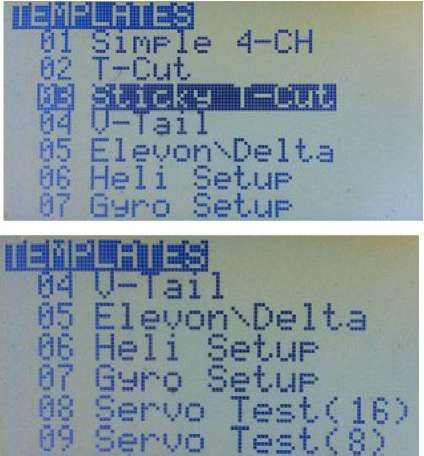 TEMPLATES
01 Simple 4-CH
02 T-Cut
03 Sticky T-Cut
04 V-Tail
05 Elevon\Delta
06 Heli Setup
07 Gyro Setup
TEMPLATES
04 V-Tail
05 Elevon\Delta
06 Heli Setup
07 Gyro Setup
08 Servo Test(16)
09 Servo Test(8)